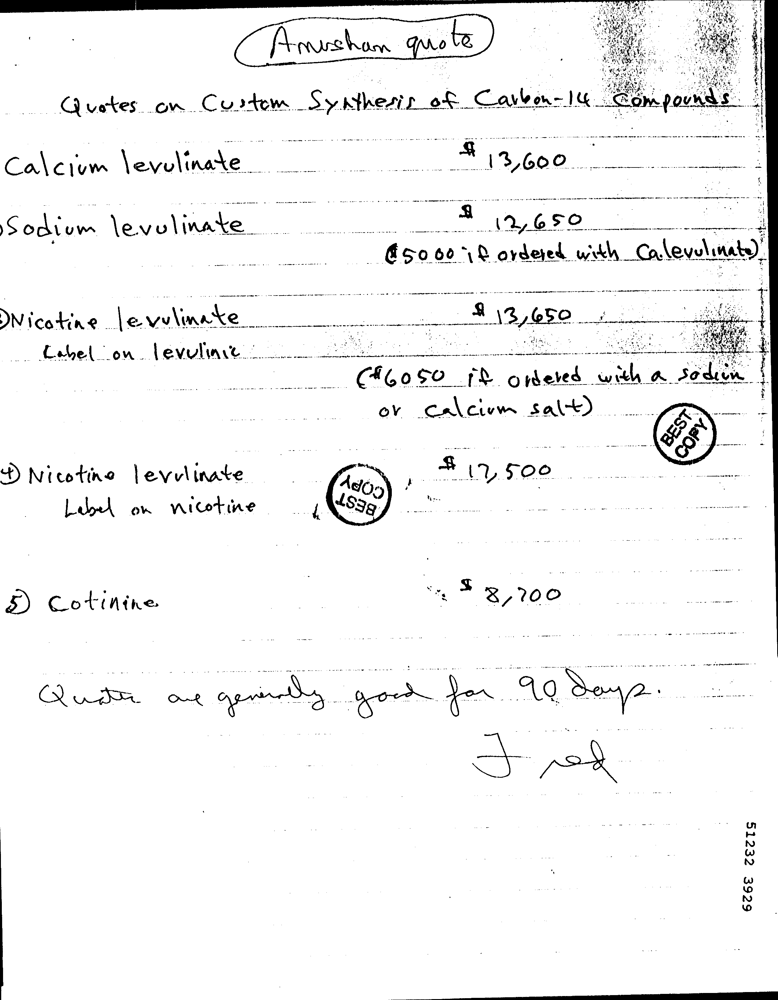 Amersham quote
Quotes on Custom Synthesis of Carbon-14 Compounds
Calcium levulinate $ 13,600
Sodium levulinate $ 12,650
($5000 if ordered with Calevulinate)
3) Nicotine levulinate $ 13,650
Label on levulinic
($6050 if ordered with a sodium
or calcium salt)
BEST
COPY
4) Nicotine levulinate $ 17,500
Label on nicotine
BEST
COPY
5) Cotinine $ 8,700
Quotes are generally good for 90 days.
Fred
51232 3929